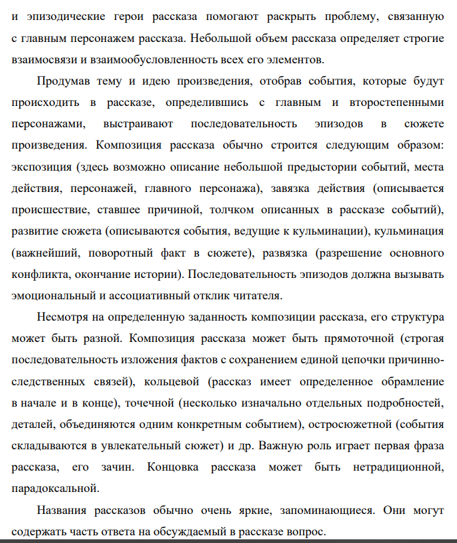 и эпизодические герои рассказа помогают раскрыть проблему, связанную
с главным персонажем рассказа. Небольшой объем рассказа определяет строгие
взаимосвязи и взаимообусловленность всех его элементов.
Продумав тему и идею произведения, отобрав события, которые будут
происходить в рассказе, определившись с главным и второстепенными
персонажами, выстраивают последовательность эпизодов в сюжете
произведения. Композиция рассказа обычно строится следующим образом:
экспозиция (здесь возможно описание небольшой предыстории событий, места
действия, персонажей, главного персонажа), завязка действия (описывается
происшествие, ставшее причиной, толчком описанных в рассказе событий),
развитие сюжета (описываются события, ведущие к кульминации), кульминация
(важнейший, поворотный факт в сюжете), развязка (разрешение основного
конфликта, окончание истории). Последовательность эпизодов должна вызывать
эмоциональный и ассоциативный отклик читателя.
Несмотря на определенную заданность композиции рассказа, его структура
может быть разной. Композиция рассказа может быть прямоточной (строгая
последовательность изложения фактов с сохранением единой цепочки причинно-
следственных связей), кольцевой (рассказ имеет определенное обрамление
в начале и в конце), точечной (несколько изначально отдельных подробностей,
деталей, объединяются одним конкретным событием), остросюжетной (события
складываются в увлекательный сюжет) и др. Важную роль играет первая фраза
рассказа, его зачин. Концовка рассказа может быть нетрадиционной,
парадоксальной.
Названия рассказов обычно очень яркие, запоминающиеся. Они могут
содержать часть ответа на обсуждаемый в рассказе вопрос.